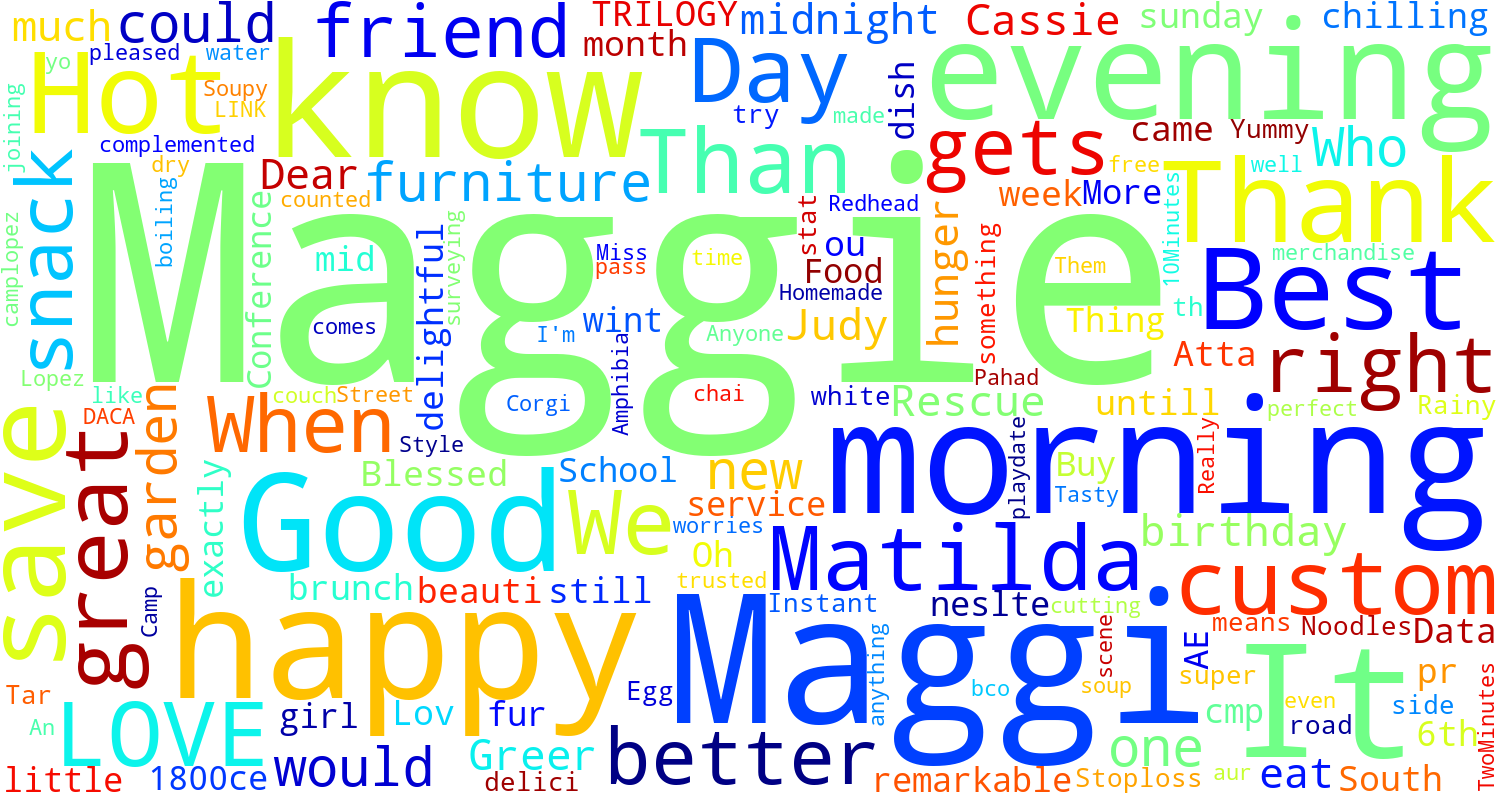 much
could
friend
TRILOGY
midnight
Cassie
sunday
chilling
yo
pleased
water
month
Hot
know
Day
dish
evening
Soupy
LINK
try
made
joining
complemented
dry
snack
Dear
furniture
Than
gets
came
Yummy
Who
free
well
Thank
counted
boiling
Conference
Maggie
mid
delightful
surveying
Miss
pass
time
stat
Redhead
ou
Food
Homemade
week
More
hunger
something
10Minutes
Them
merchandise
Best
camplopez
comes
I'm
wint
Amphibia
Anyone
Judy
Thing
th
Atta
right
Lopez
like
DACA
couch
Street
Corgi
chai
white
Pahad
Rescue
untill
perfect
Rainy
save
great
garden
When
Style
Good
exactly
Blessed
School
We
new
service
worries
morning
playdate
Buy
Tasty
Really
Oh
trusted
Matilda
birthday
custom
Camp
brunch
beauti
still
happy
Maggi
Instant
neslte
cutting
anything
scene
means
Noodles
Data
AE
It
soup
super
pr
Tar
An
LOVE
girl
Lov
fur
Egg
bco
cmp
even
road
side
6th
TwoMinutes
little
1800ce
would
Greer
delici
better
remarkable
Stoploss
one
aur
eat
South